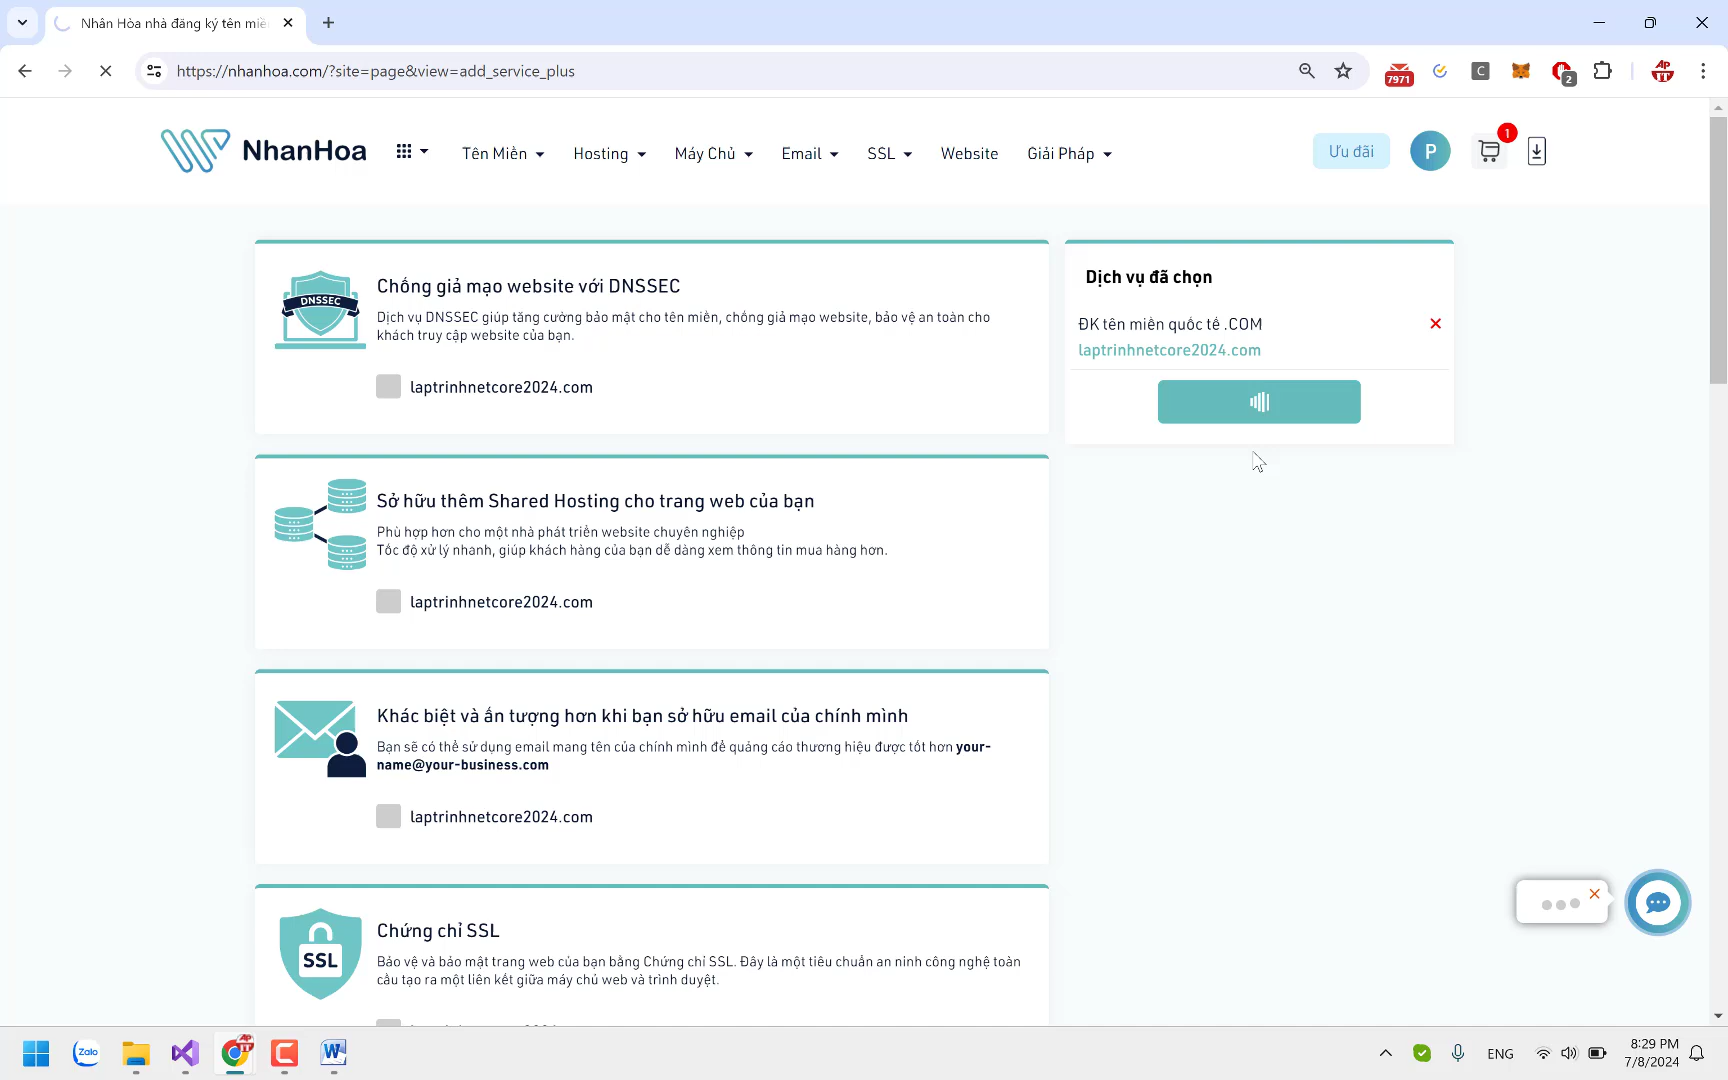 Nhân Hòa nhà đăng ký tên miề
https://nhanhoa.com/?site=page&view=add_service_plus
7971
C
2
AP
TT
NhanHoa
Tên Miền
Hosting
Máy Chủ
Email
SSL
Website
Giải Pháp
Ưu đãi
P
1
DNSSEC
Chống giả mạo website với DNSSEC
Dịch vụ DNSSEC giúp tăng cường bảo mật cho tên miền, chống giả mạo website, bảo vệ an toàn cho
khách truy cập website của bạn.
laptrinhnetcore2024.com
Dịch vụ đã chọn
ĐK tên miền quốc tế .COM
laptrinhnetcore2024.com
Sở hữu thêm Shared Hosting cho trang web của bạn
Phù hợp hơn cho một nhà phát triển website chuyên nghiệp
Tốc độ xử lý nhanh, giúp khách hàng của bạn dễ dàng xem thông tin mua hàng hơn.
laptrinhnetcore2024.com
Khác biệt và ấn tượng hơn khi bạn sở hữu email của chính mình
Bạn sẽ có thể sử dụng email mang tên của chính mình để quảng cáo thương hiệu được tốt hơn your-
name@your-business.com
laptrinhnetcore2024.com
SSL
Chứng chỉ SSL
Bảo vệ và bảo mật trang web của bạn bằng Chứng chỉ SSL. Đây là một tiêu chuẩn an ninh công nghệ toàn
cầu tạo ra một liên kết giữa máy chủ web và trình duyệt.
Zalo
AP
TT
C
W
ENG
8:29 PM
7/8/2024